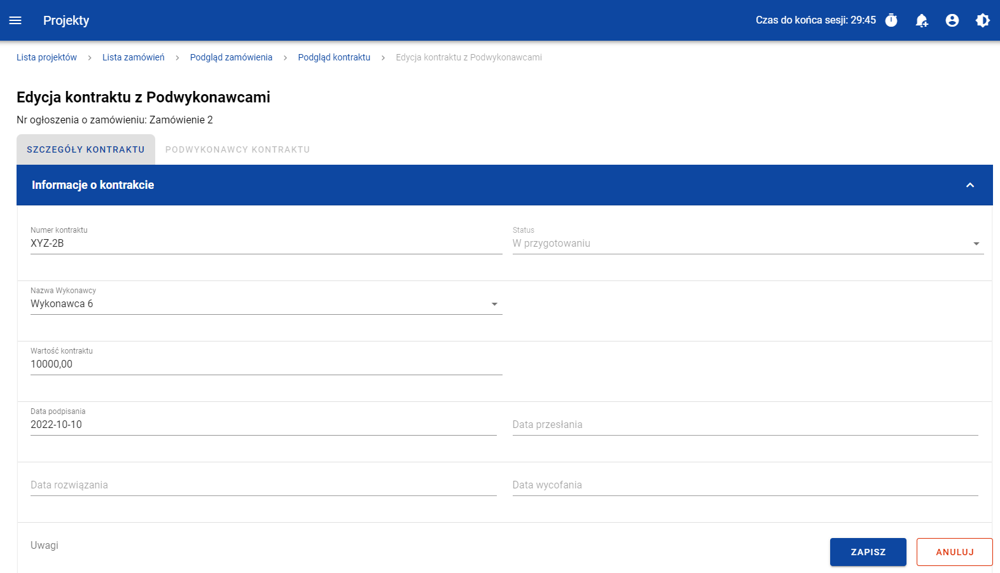 Projekty
Czas do końca sesji: 29:45
Lista projektów > Lista zamówień > Podgląd zamówienia > Podgląd kontraktu > Edycja kontraktu z Podwykonawcami
Edycja kontraktu z Podwykonawcami
Nr ogłoszenia o zamówieniu: Zamówienie 2
SZCZEGÓŁY KONTRAKTU
PODWYKONAWCY KONTRAKTU
Informacje o kontrakcie
Numer kontraktu
XYZ-2B
Status
W przygotowaniu
Nazwa Wykonawcy
Wykonawca 6
Wartość kontraktu
10000,00
Data podpisania
2022-10-10
Data przesłania
Data rozwiązania
Data wycofania
Uwagi
ZAPISZ
ANULUJ